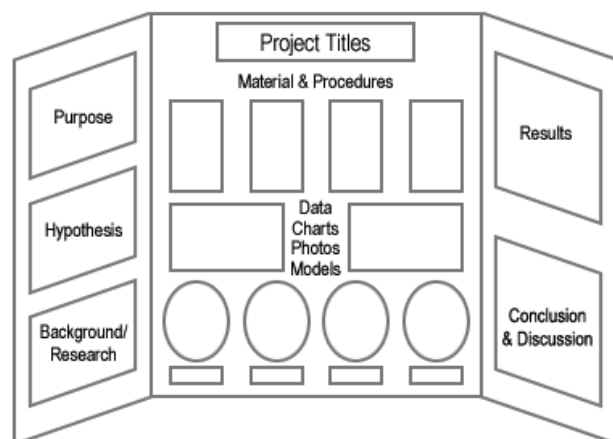 Purpose
Hypothesis
Background/
Research
Project Titles
Material & Procedures
Data
Charts
Photos
Models
Results
Conclusion
& Discussion